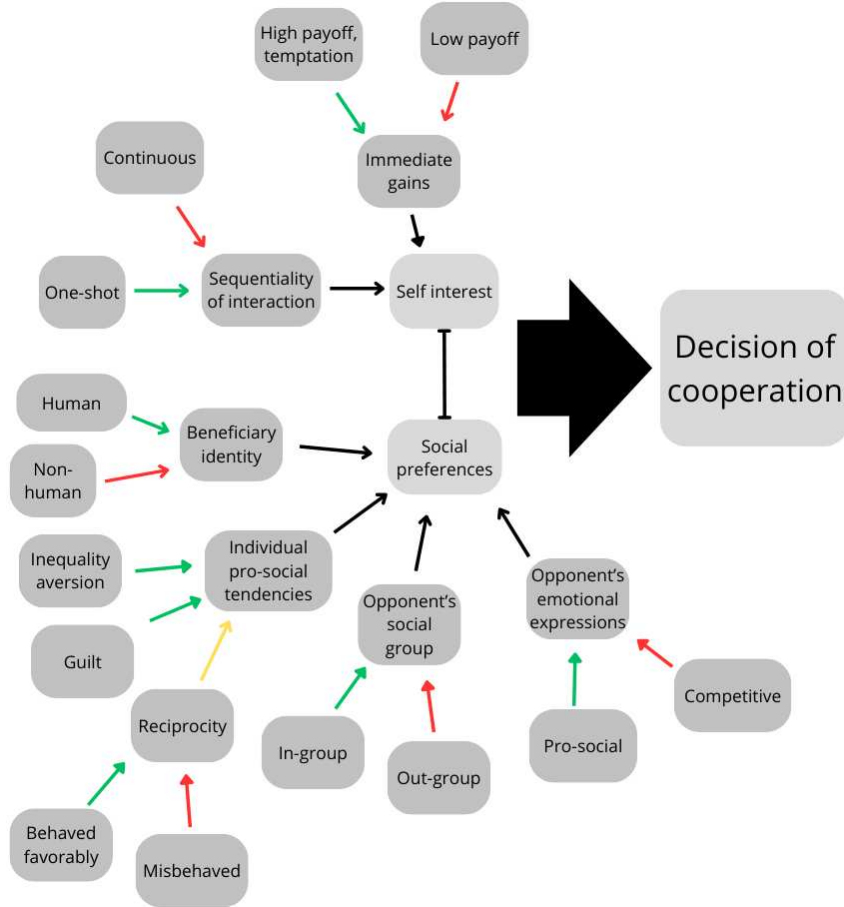 High payoff,
temptation
Low payoff
Continuous
Immediate
gains
One-shot
Sequentiality
of interaction
Self interest
Decision of
cooperation
Human
Beneficiary
identity
Social
preferences
Non-
human
Inequality
aversion
Individual
pro-social
tendencies
Opponent's
social
group
Opponent's
emotional
expressions
Guilt
Reciprocity
In-group
Out-group
Pro-social
Competitive
Behaved
favorably
Misbehaved